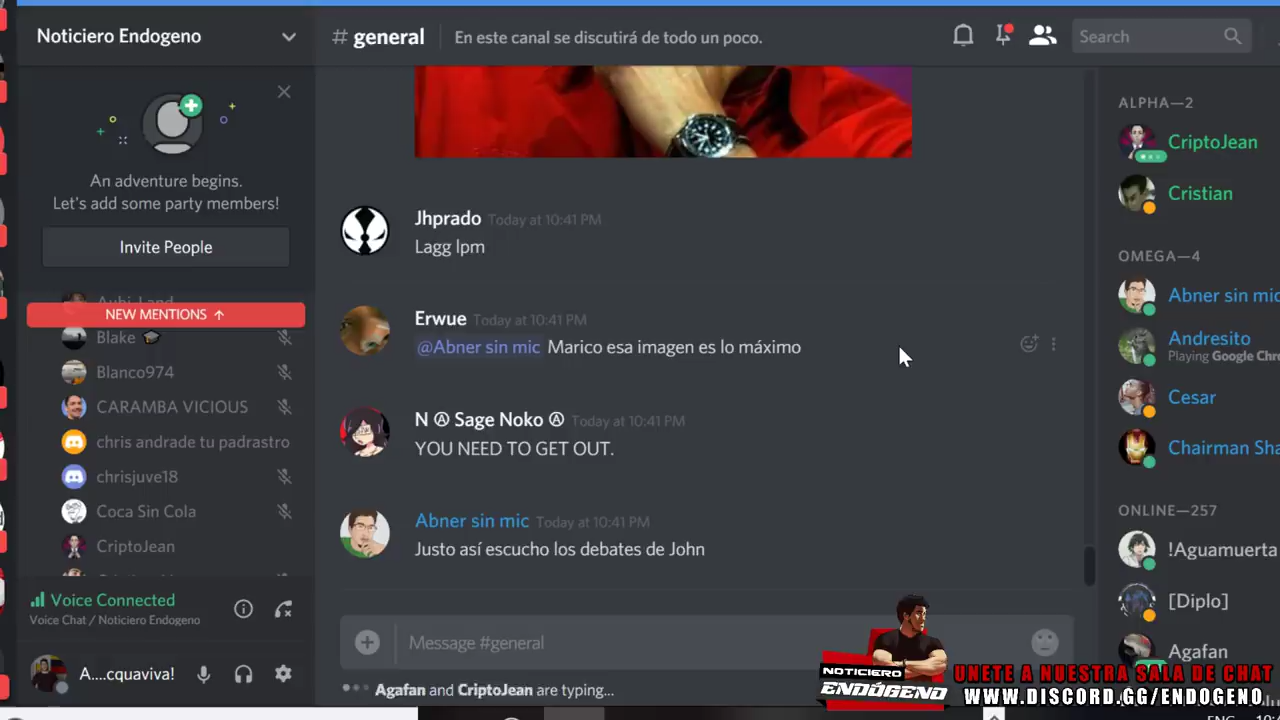 Noticiero Endogeno
# general
En este canal se discutirá de todo un poco.
Search
An adventure begins.
Let's add some party members!
Invite People
NEW MENTIONS ↑
Blake
Blanco974
CARAMBA VICIOUS
chris andrade tu padrastro
chrisjuve18
Coca Sin Cola
CriptoJean
Voice Connected
Voice Chat / Noticiero Endogeno
A....cquaviva!
Jhprado Today at 10:41 PM
Lagg lpm
Erwue Today at 10:41 PM
@Abner sin mic Marico esa imagen es lo máximo
N Ⓐ Sage Noko Ⓐ Today at 10:41 PM
YOU NEED TO GET OUT.
Abner sin mic Today at 10:41 PM
Justo así escucho los debates de John
Message #general
Agafan and CriptoJean are typing...
ALPHA—2
CriptoJean
Cristian
OMEGA—4
Abner sin mic
Andresito
Playing Google Chr
Cesar
Chairman Sha
ONLINE—257
!Aguamuerta
[Diplo]
Agafan
NOTICIERO
ENDÓGENO
UNETE A NUESTRA SALA DE CHAT
WWW.DISCORD.GG/ENDOGENO